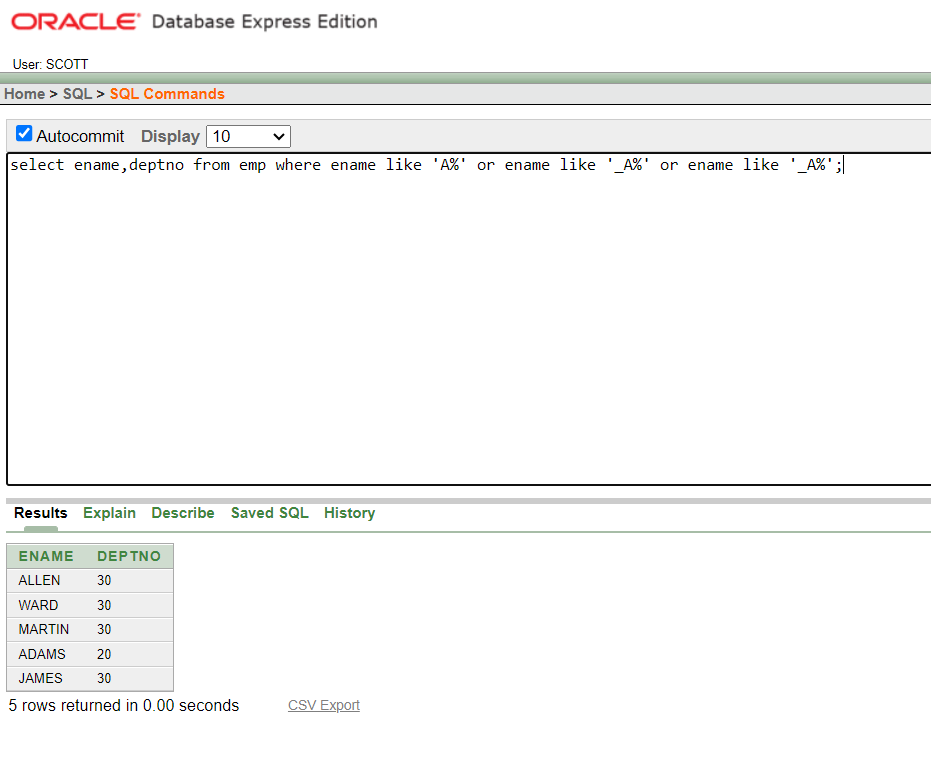 ORACLE Database Express Edition
User: SCOTT
Home > SQL > SQL Commands
Autocommit Display 10
select ename,deptno from emp where ename like 'A%' or ename like '_A%' or ename like '_A%';
Results Explain Describe Saved SQL History
ENAME DEPTNO
ALLEN 30
WARD 30
MARTIN 30
ADAMS 20
JAMES 30
5 rows returned in 0.00 seconds CSV Export